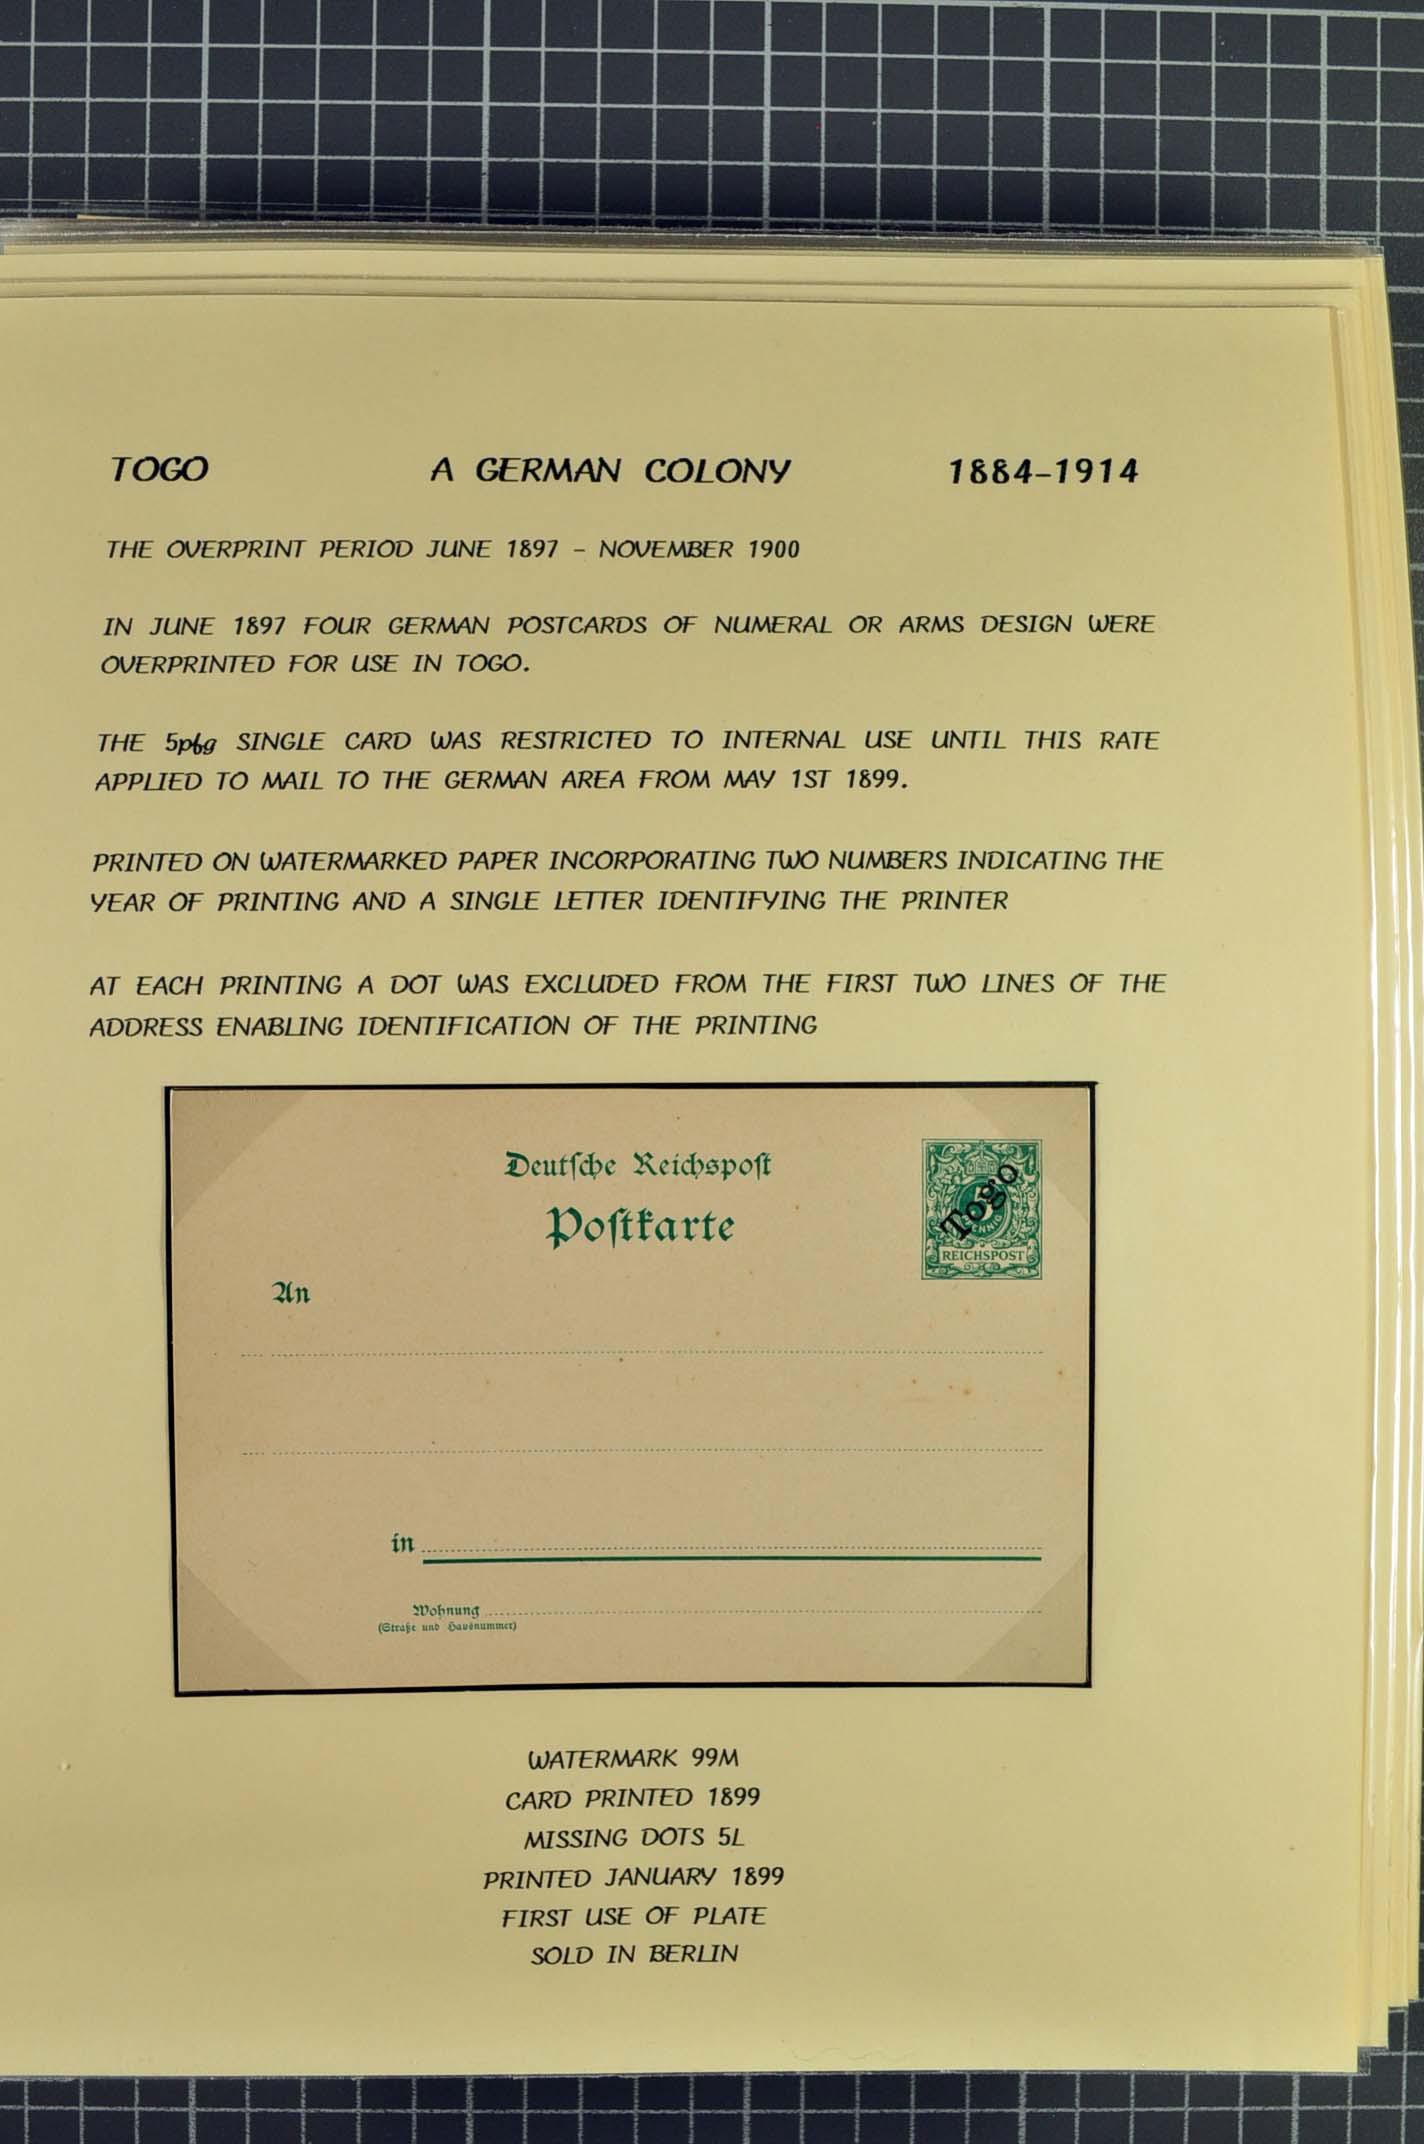 TOGO A GERMAN COLONY 1884-1914
THE OVERPRINT PERIOD JUNE 1897 - NOVEMBER 1900
IN JUNE 1897 FOUR GERMAN POSTCARDS OF NUMERAL OR ARMS DESIGN WERE
OVERPRINTED FOR USE IN TOGO.
THE 5pfg SINGLE CARD WAS RESTRICTED TO INTERNAL USE UNTIL THIS RATE
APPLIED TO MAIL TO THE GERMAN AREA FROM MAY 1ST 1899.
PRINTED ON WATERMARKED PAPER INCORPORATING TWO NUMBERS INDICATING THE
YEAR OF PRINTING AND A SINGLE LETTER IDENTIFYING THE PRINTER
AT EACH PRINTING A DOT WAS EXCLUDED FROM THE FIRST TWO LINES OF THE
ADDRESS ENABLING IDENTIFICATION OF THE PRINTING
Deutſche Reichspoſt
Poſtkarte
5
PFENNIG
Togo
REICHSPOST
An
in
Wohnung
(Straße und Hausnummer)
WATERMARK 99M
CARD PRINTED 1899
MISSING DOTS 5L
PRINTED JANUARY 1899
FIRST USE OF PLATE
SOLD IN BERLIN